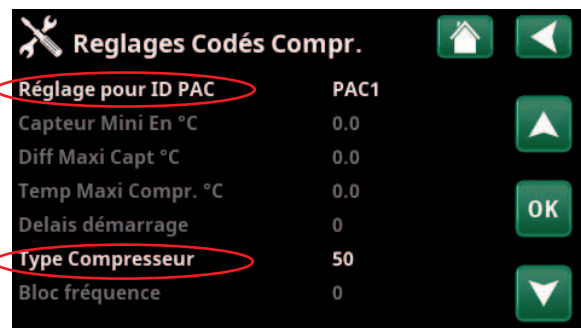 Reglages Codés Compr.
Réglage pour ID PAC PAC1
Capteur Mini En °C 0.0
Diff Maxi Capt °C 0.0
Temp Maxi Compr. °C 0.0
Delais démarrage 0
OK
Type Compresseur 50
Bloc fréquence 0